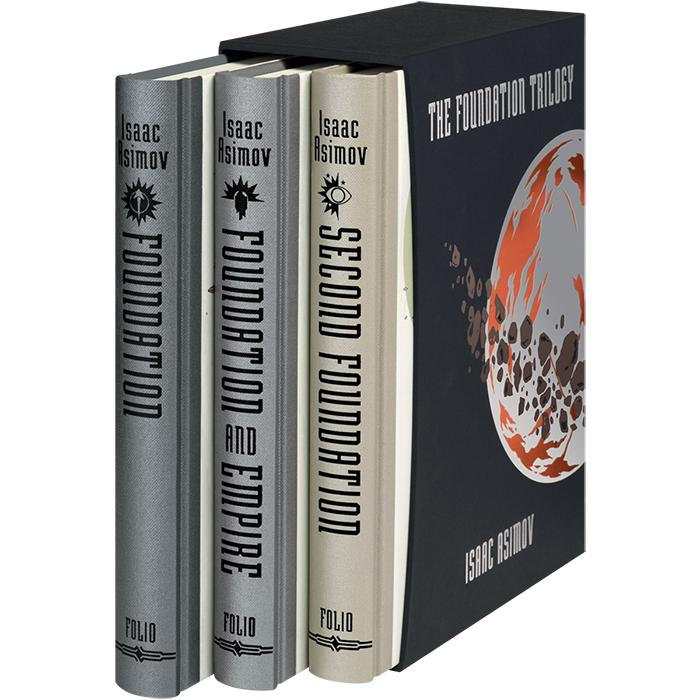 Isaac
Asimov
FOUNDATION
FOLIO
Isaac
Asimov
FOUNDATION AND EMPIRE
FOLIO
Isaac
Asimov
SECOND FOUNDATION
FOLIO
THE FOUNDATION TRILOGY
ISAAC ASIMOV